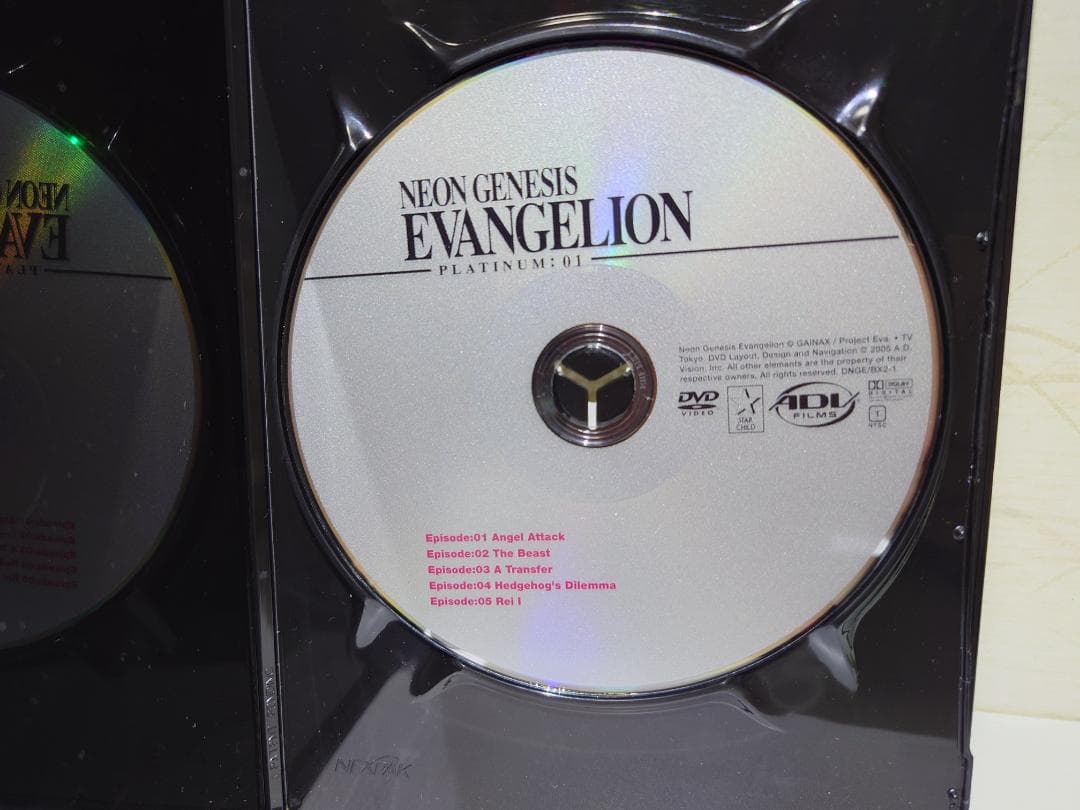 NEON GENESIS
EVANGELION
PLATINUM: 01
Neon Genesis Evangelion © GAINAX / Project Eva. • TV
Tokyo. DVD Layout, Design and Navigation © 2005 A.D.
Vision, Inc. All other elements are the property of their
respective owners. All rights reserved. DNGE/BX2-1
DVD
VIDEO
STAR
CHILD
ADV
FILMS
DOLBY
DIGITAL
1
NTSC
Episode:01 Angel Attack
Episode:02 The Beast
Episode:03 A Transfer
Episode:04 Hedgehog's Dilemma
Episode:05 Rei I
NEXPAK